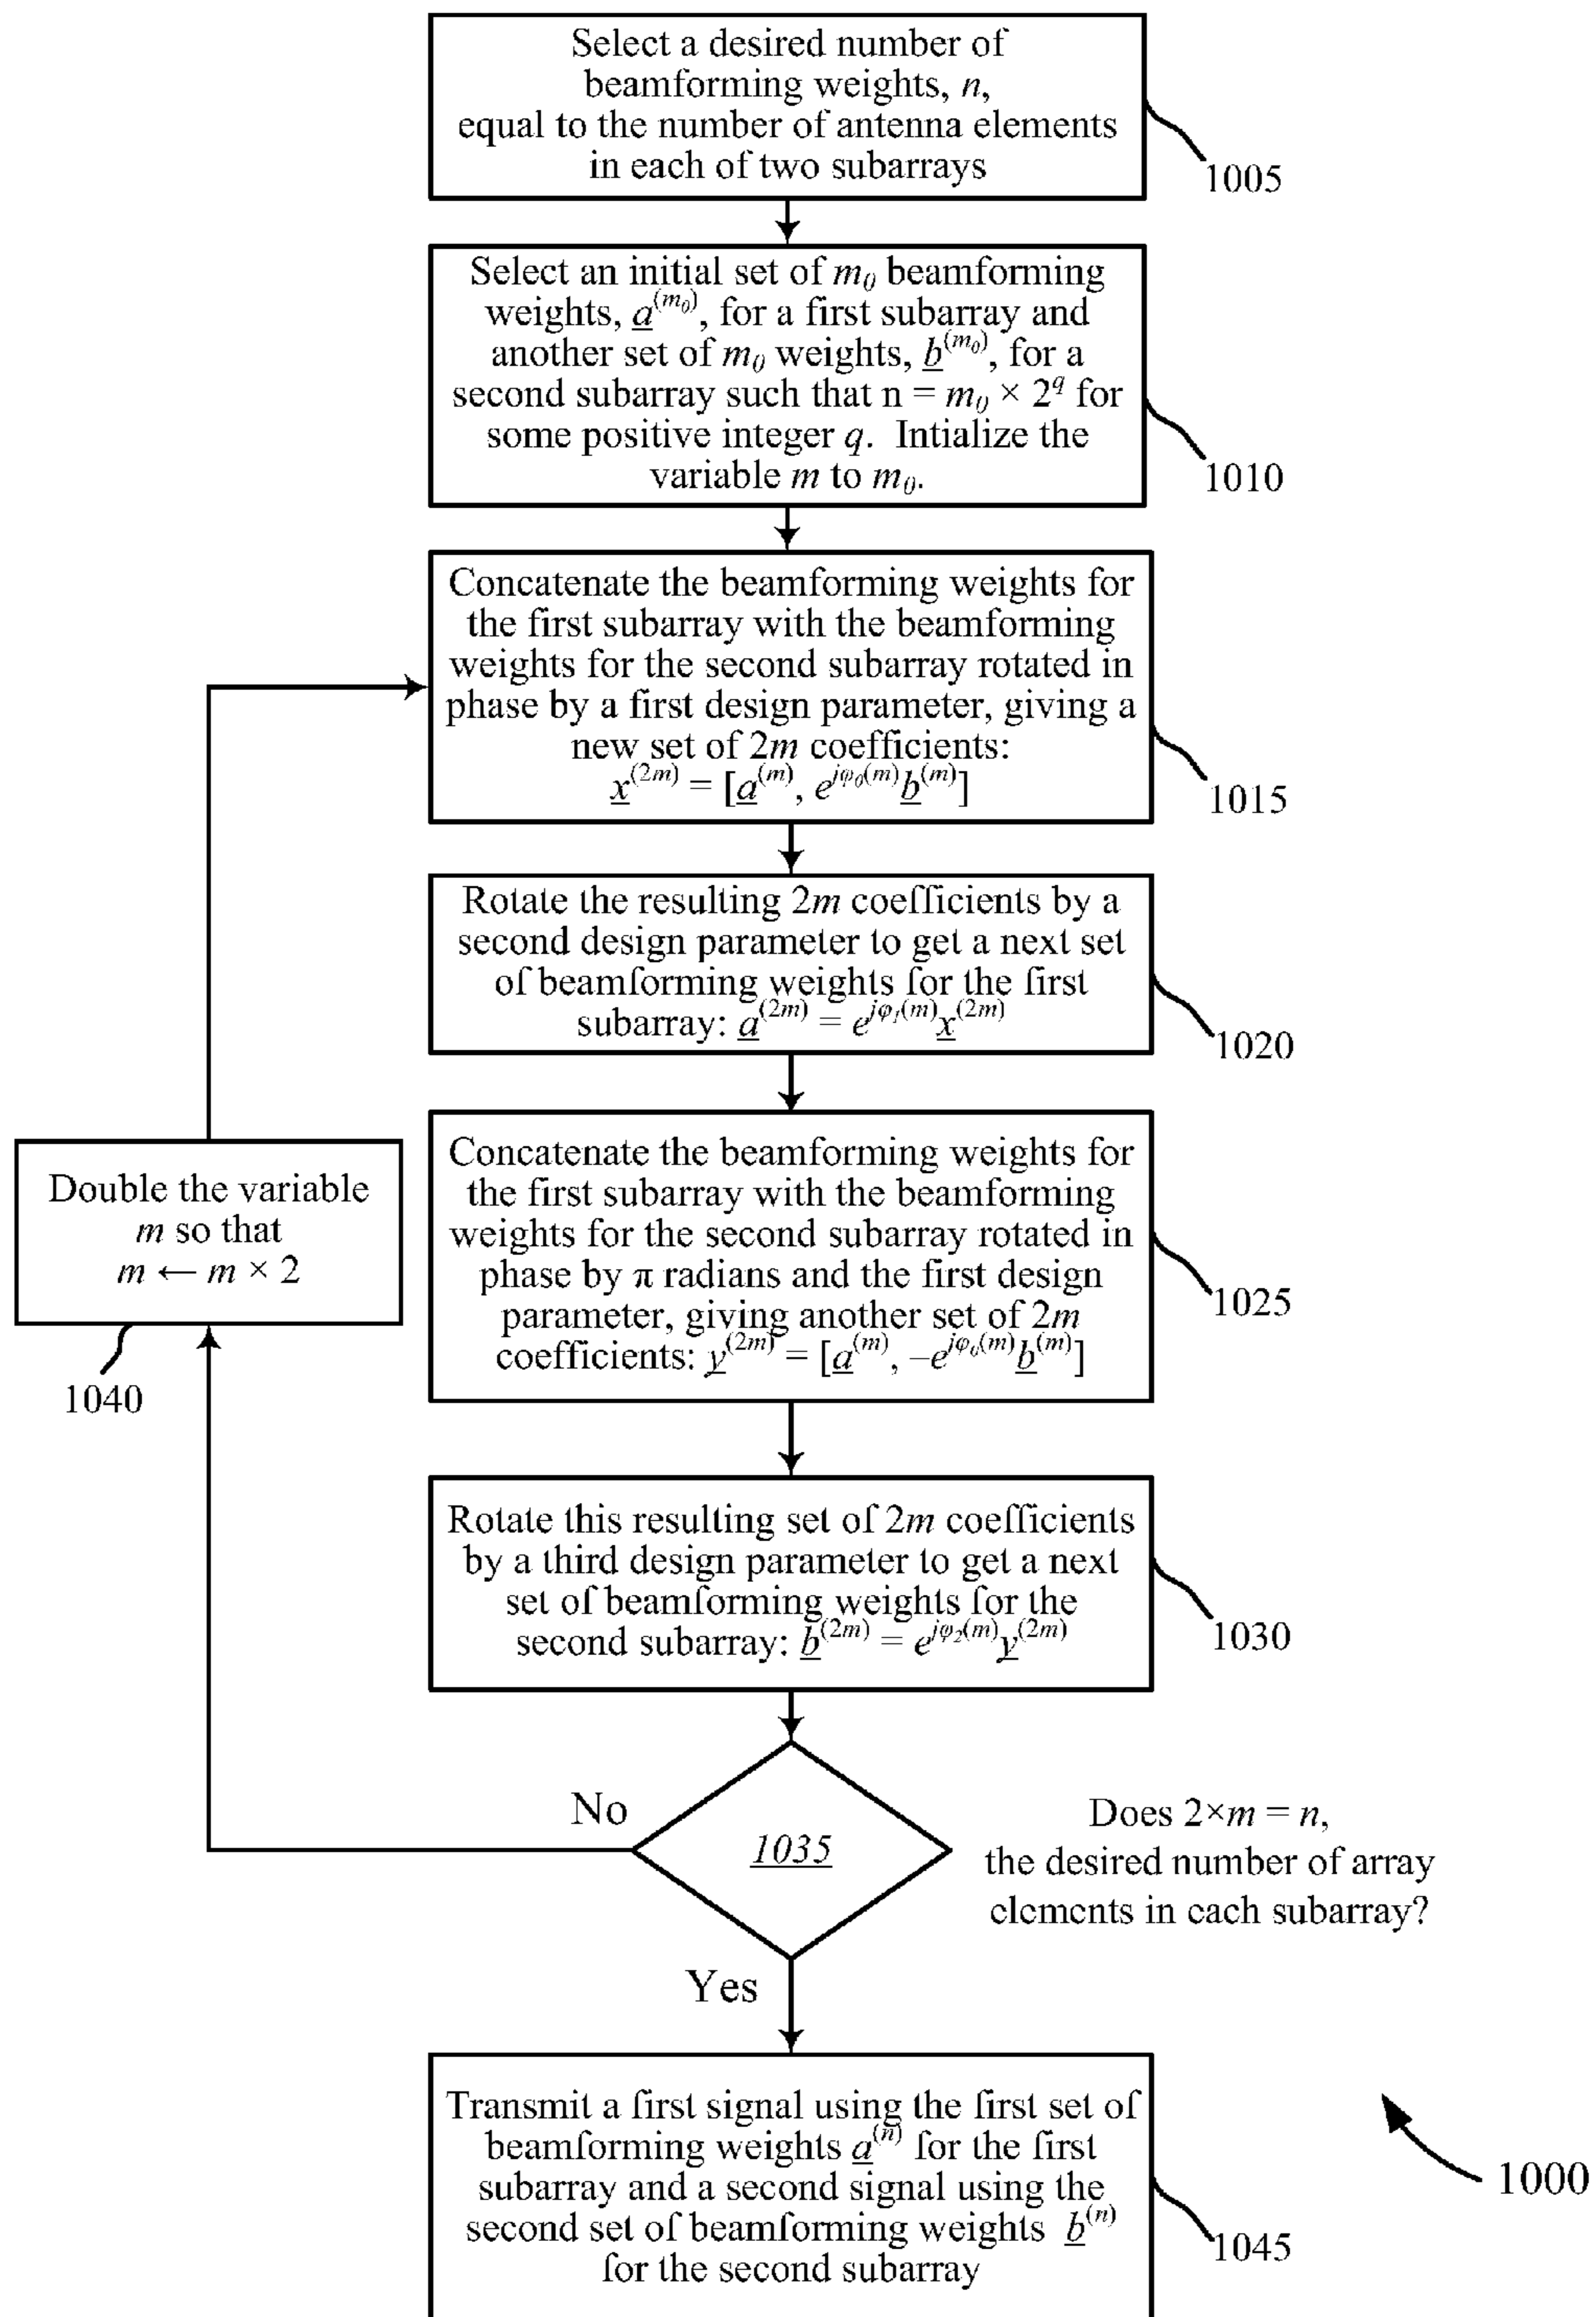 Select a desired number of
beamforming weights, n,
equal to the number of antenna elements
in each of two subarrays
1005
Select an initial set of m₀ beamforming
weights, a^(m₀), for a first subarray and
another set of m₀ weights, b^(m₀), for a
second subarray such that n = m₀ × 2^q for
some positive integer q. Intialize the
variable m to m₀.
1010
Concatenate the beamforming weights for
the first subarray with the beamforming
weights for the second subarray rotated in
phase by a first design parameter, giving a
new set of 2m coefficients:
x^(2m) = [a^(m), e^(jφ₀(m)) b^(m)]
1015
Rotate the resulting 2m coefficients by a
second design parameter to get a next set
of beamforming weights for the first
subarray: a^(2m) = e^(jφ₁(m)) x^(2m)
1020
Concatenate the beamforming weights for
the first subarray with the beamforming
weights for the second subarray rotated in
phase by π radians and the first design
parameter, giving another set of 2m
coefficients: y^(2m) = [a^(m), –e^(jφ₀(m)) b^(m)]
1025
Double the variable
m so that
m ← m × 2
1040
Rotate this resulting set of 2m coefficients
by a third design parameter to get a next
set of beamforming weights for the
second subarray: b^(2m) = e^(jφ₂(m)) y^(2m)
1030
No
1035
Does 2×m = n,
the desired number of array
elements in each subarray?
Yes
Transmit a first signal using the first set of
beamforming weights a^(n) for the first
subarray and a second signal using the
second set of beamforming weights b^(n)
for the second subarray
1045
1000